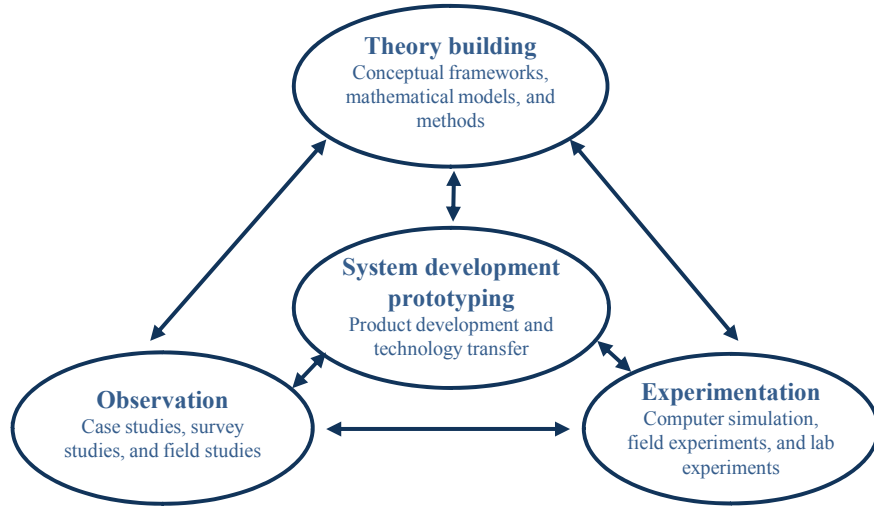 Theory building
Conceptual frameworks,
mathematical models, and
methods
System development
prototyping
Product development and
technology transfer
Observation
Case studies, survey
studies, and field studies
Experimentation
Computer simulation,
field experiments, and lab
experiments